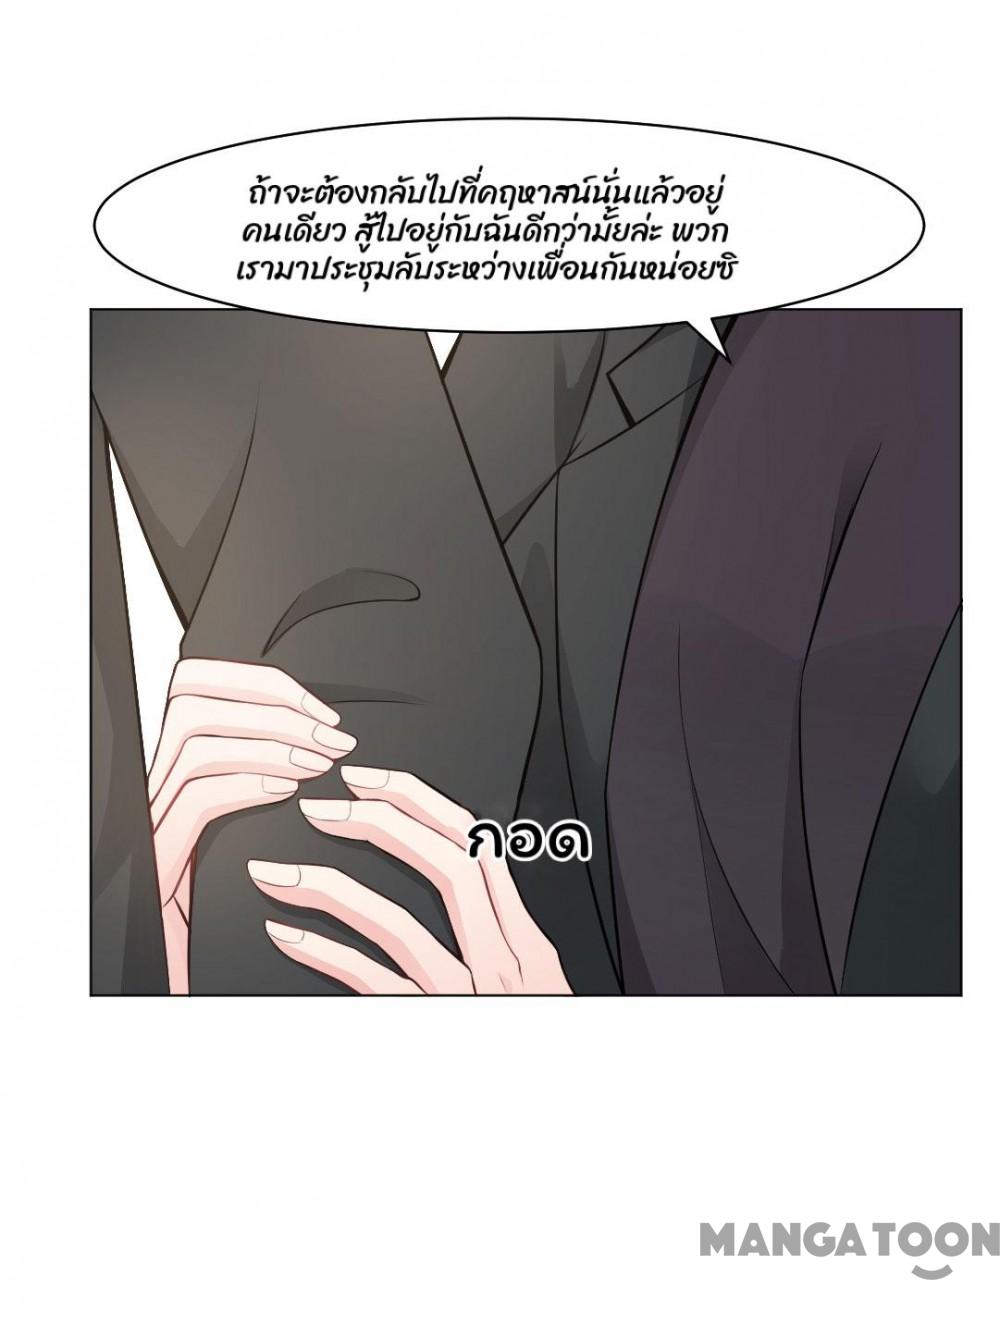 ถ้าจะต้องกลับไปที่คฤหาสน์นั่นแล้วอยู่
คนเดียว สู้ไปอยู่กับฉันดีกว่ามั้ยล่ะ พวก
เรามาประชุมลับระหว่างเพื่อนกันหน่อยซิ
กอด
MANGATOON